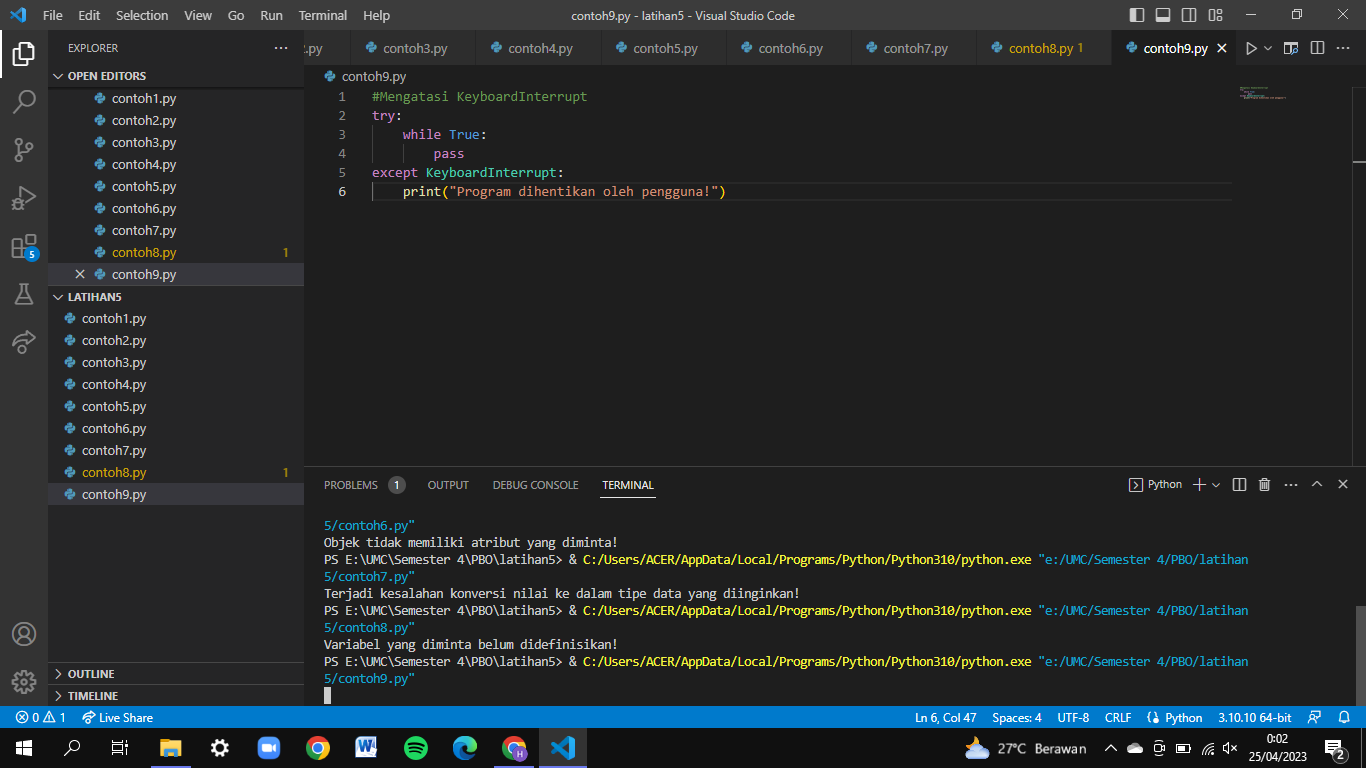 File Edit Selection View Go Run Terminal Help contoh9.py - latihan5 - Visual Studio Code
EXPLORER
.py contoh3.py contoh4.py contoh5.py contoh6.py contoh7.py contoh8.py 1 contoh9.py
OPEN EDITORS
contoh1.py
contoh2.py
contoh3.py
contoh4.py
contoh5.py
contoh6.py
contoh7.py
contoh8.py 1
contoh9.py
LATIHAN5
contoh1.py
contoh2.py
contoh3.py
contoh4.py
contoh5.py
contoh6.py
contoh7.py
contoh8.py 1
contoh9.py
OUTLINE
TIMELINE
5
contoh9.py
1 #Mengatasi KeyboardInterrupt
2 try:
3 while True:
4 pass
5 except KeyboardInterrupt:
6 print("Program dihentikan oleh pengguna!")
PROBLEMS 1 OUTPUT DEBUG CONSOLE TERMINAL Python
5/contoh6.py"
Objek tidak memiliki atribut yang diminta!
PS E:\UMC\Semester 4\PBO\latihan5> & C:/Users/ACER/AppData/Local/Programs/Python/Python310/python.exe "e:/UMC/Semester 4/PBO/latihan
5/contoh7.py"
Terjadi kesalahan konversi nilai ke dalam tipe data yang diinginkan!
PS E:\UMC\Semester 4\PBO\latihan5> & C:/Users/ACER/AppData/Local/Programs/Python/Python310/python.exe "e:/UMC/Semester 4/PBO/latihan
5/contoh8.py"
Variabel yang diminta belum didefinisikan!
PS E:\UMC\Semester 4\PBO\latihan5> & C:/Users/ACER/AppData/Local/Programs/Python/Python310/python.exe "e:/UMC/Semester 4/PBO/latihan
5/contoh9.py"
0 1 Live Share Ln 6, Col 47 Spaces: 4 UTF-8 CRLF Python 3.10.10 64-bit
27°C Berawan 0:02
25/04/2023 2